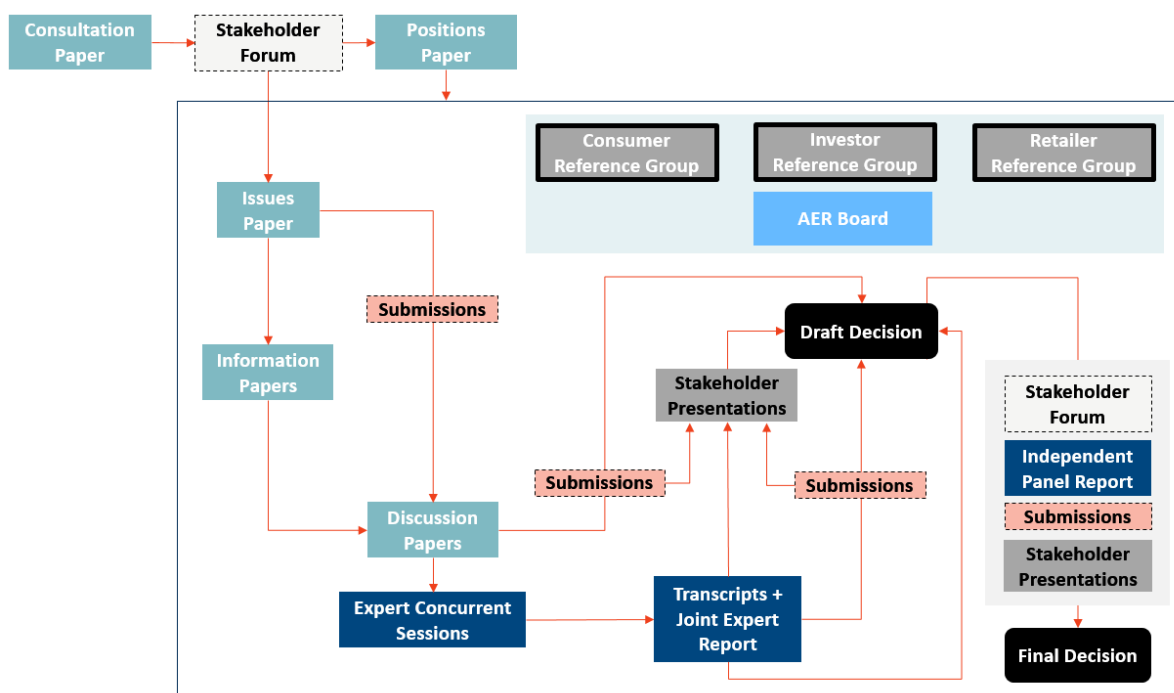 Consultation
Paper
Stakeholder
Forum
Positions
Paper
Consumer
Reference Group
Investor
Reference Group
Retailer
Reference Group
AER Board
Issues
Paper
Submissions
Information
Papers
Draft Decision
Stakeholder
Presentations
Submissions
Submissions
Discussion
Papers
Expert Concurrent
Sessions
Transcripts +
Joint Expert
Report
Stakeholder
Forum
Independent
Panel Report
Submissions
Stakeholder
Presentations
Final Decision